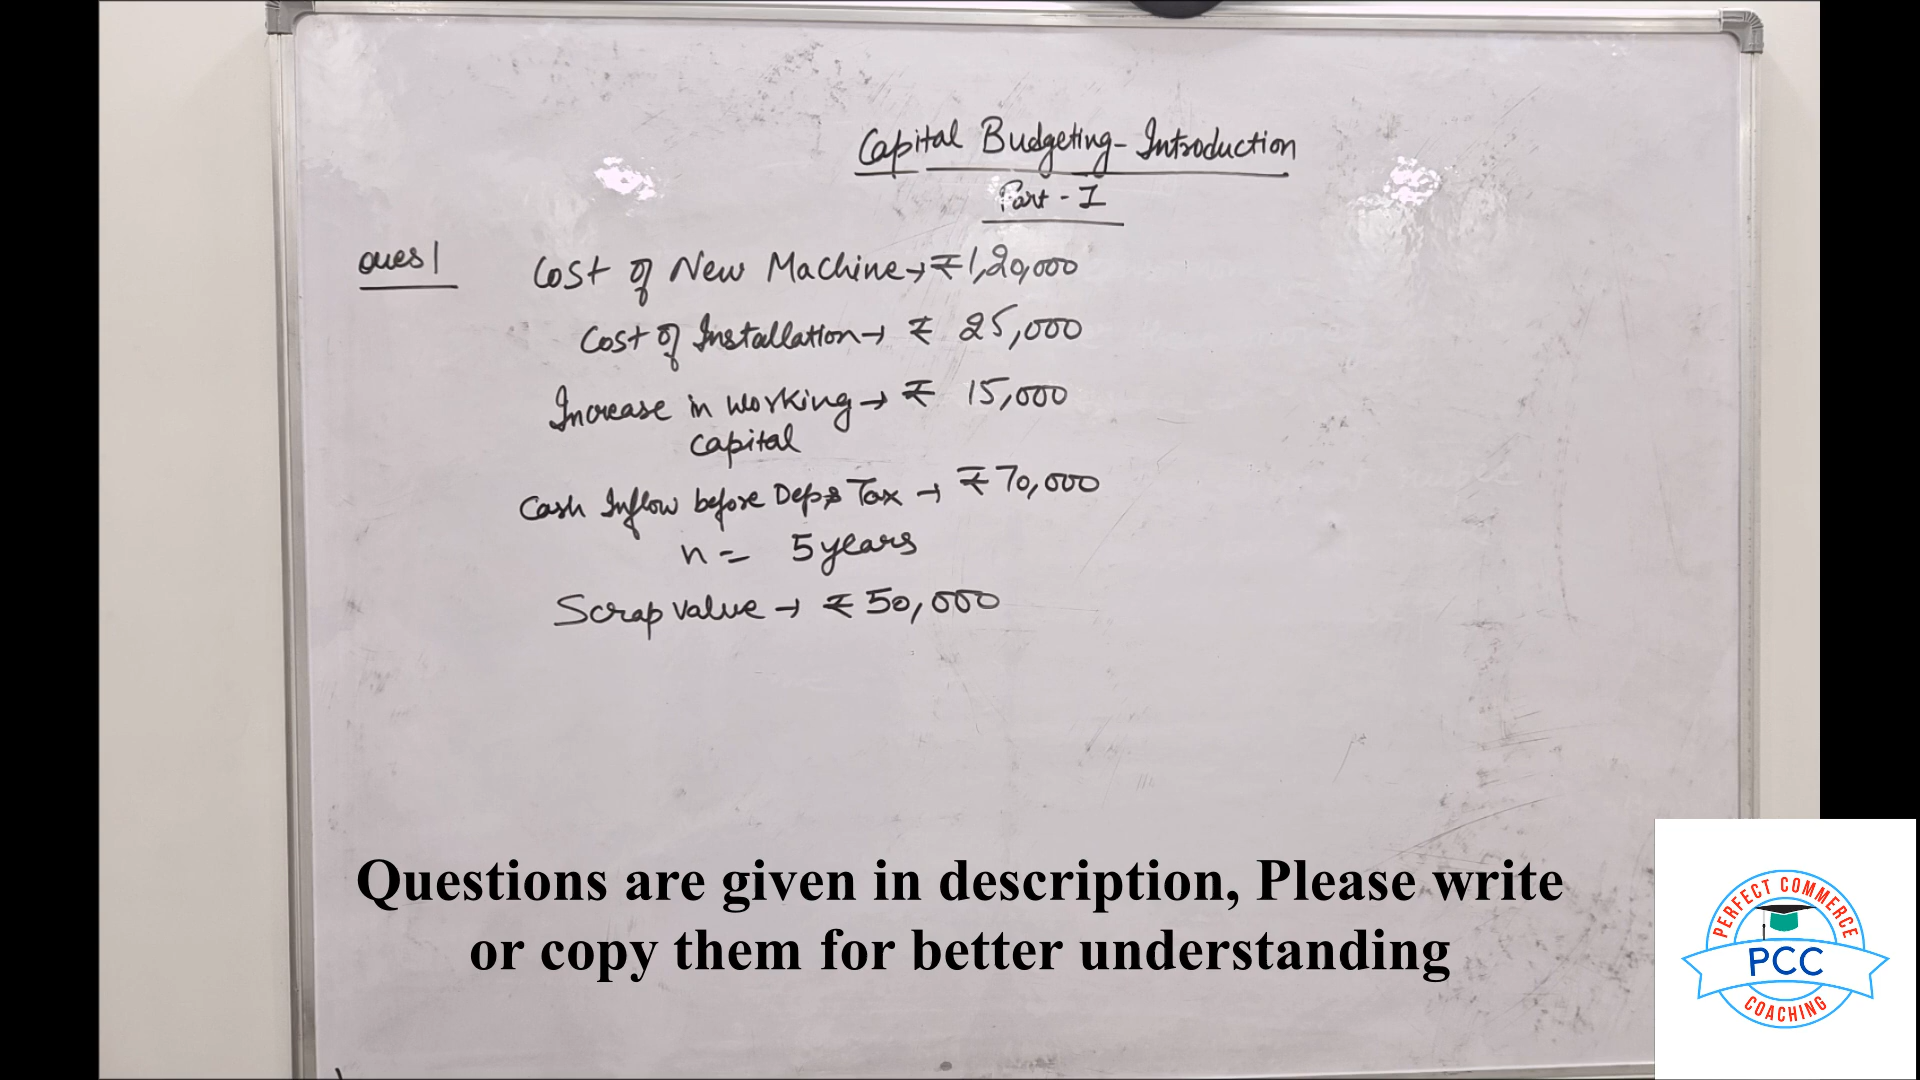 Capital Budgeting - Introduction
Part - I
Ques 1
Cost of New Machine → ₹ 1,20,000
Cost of Installation → ₹ 25,000
Increase in working → ₹ 15,000
capital
Cash Inflow before Dep & Tax → ₹ 70,000
n = 5 years
Scrap value → ₹ 50,000
Questions are given in description, Please write
or copy them for better understanding
PERFECT COMMERCE
PCC
COACHING